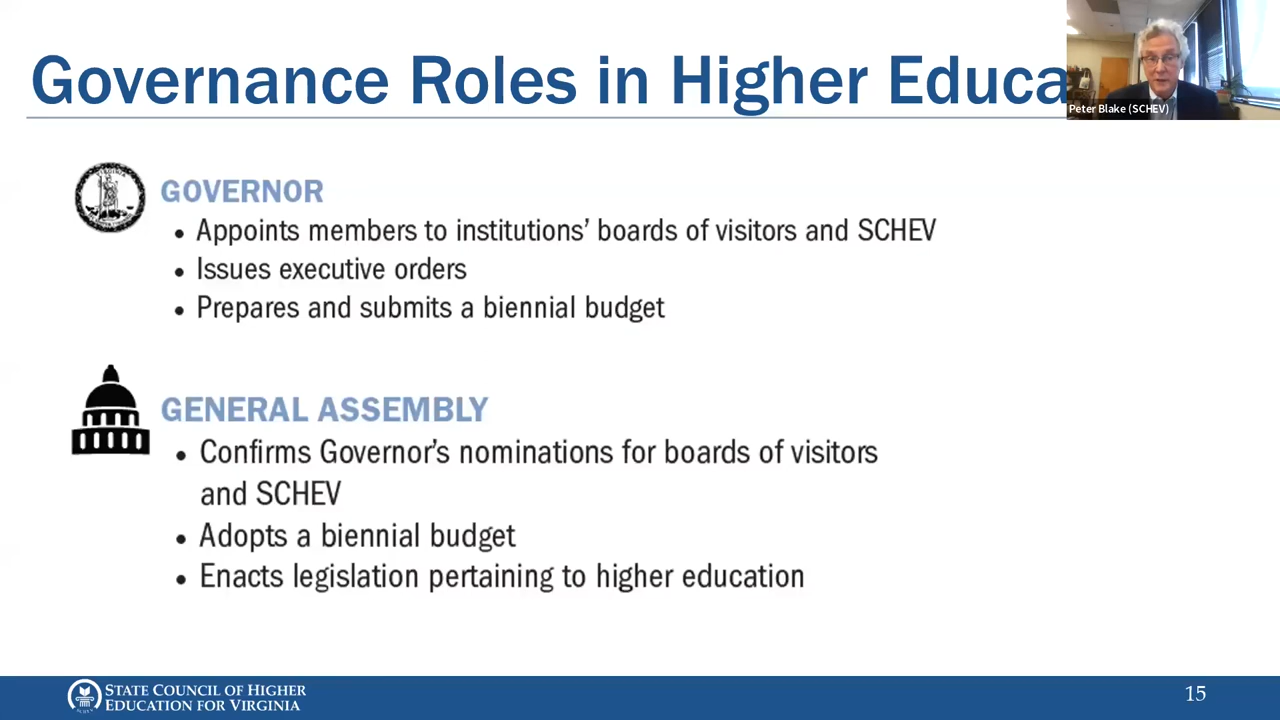 Governance Roles in Higher Educa
Peter Blake (SCHEV)
GOVERNOR
• Appoints members to institutions’ boards of visitors and SCHEV
• Issues executive orders
• Prepares and submits a biennial budget
GENERAL ASSEMBLY
• Confirms Governor’s nominations for boards of visitors
and SCHEV
• Adopts a biennial budget
• Enacts legislation pertaining to higher education
STATE COUNCIL OF HIGHER
EDUCATION FOR VIRGINIA
15